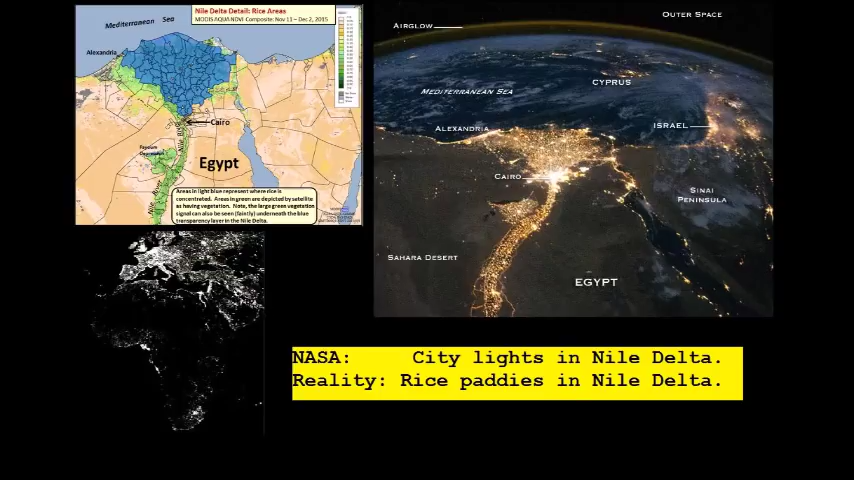 Nile Delta Detail: Rice Areas
MODIS AQUA NDVI Composite: Nov 11 – Dec 2, 2015
Mediterranean Sea
Alexandria
Cairo
Nile
Egypt
Areas in light blue represent where rice is
concentrated. Areas in green are depicted by satellite
as having vegetation. Note, the large green vegetation
signal can also be seen (faintly) underneath the blue
transparency layer in the Nile Delta.
OUTER SPACE
AIRGLOW
CYPRUS
MEDITERRANEAN SEA
ISRAEL
ALEXANDRIA
CAIRO
SINAI
PENINSULA
SAHARA DESERT
EGYPT
NASA: City lights in Nile Delta.
Reality: Rice paddies in Nile Delta.